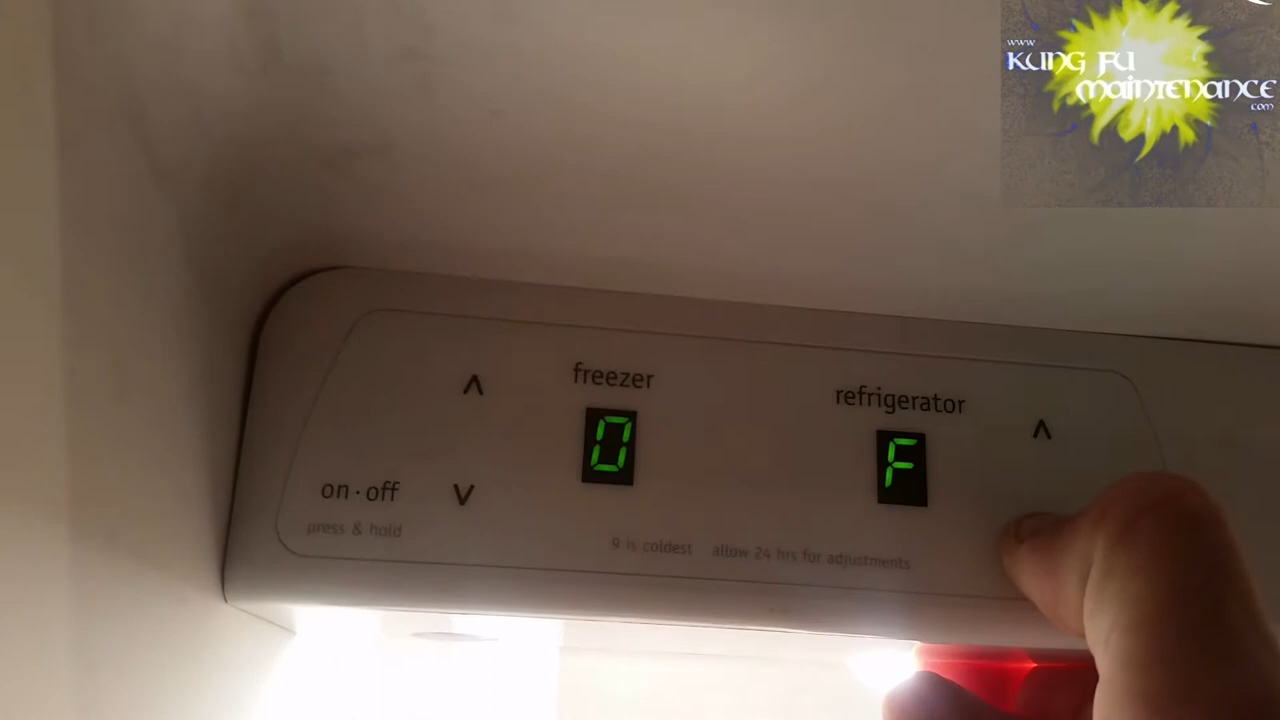 www
KUNG FU
MAINTENANCE
.com
freezer
refrigerator
^
^
0
F
on·off
v
press & hold
9 is coldest allow 24 hrs for adjustments